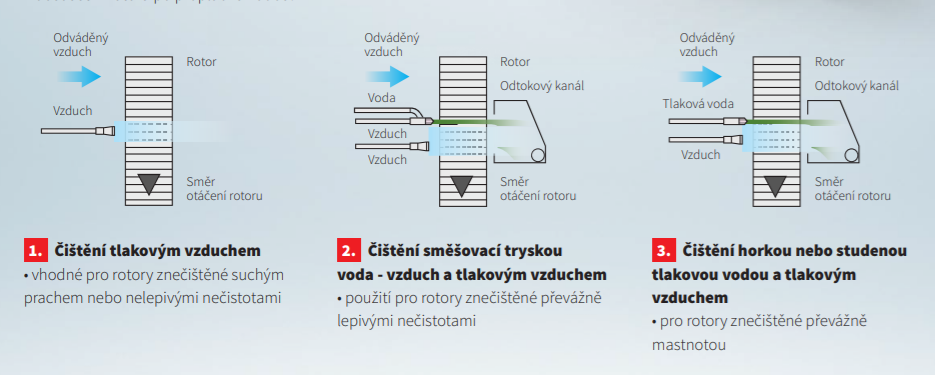 Odváděný
vzduch
Rotor
Vzduch
Směr
otáčení rotoru
1. Čištění tlakovým vzduchem
• vhodné pro rotory znečištěné suchým
prachem nebo nelepivými nečistotami
Odváděný
vzduch
Rotor
Odtokový kanál
Voda
Vzduch
Vzduch
Směr
otáčení rotoru
2. Čištění směšovací tryskou
voda - vzduch a tlakovým vzduchem
• použití pro rotory znečištěné převážně
lepivými nečistotami
Odváděný
vzduch
Rotor
Odtokový kanál
Tlaková voda
Vzduch
Směr
otáčení rotoru
3. Čištění horkou nebo studenou
tlakovou vodou a tlakovým
vzduchem
• pro rotory znečištěné převážně
mastnotou